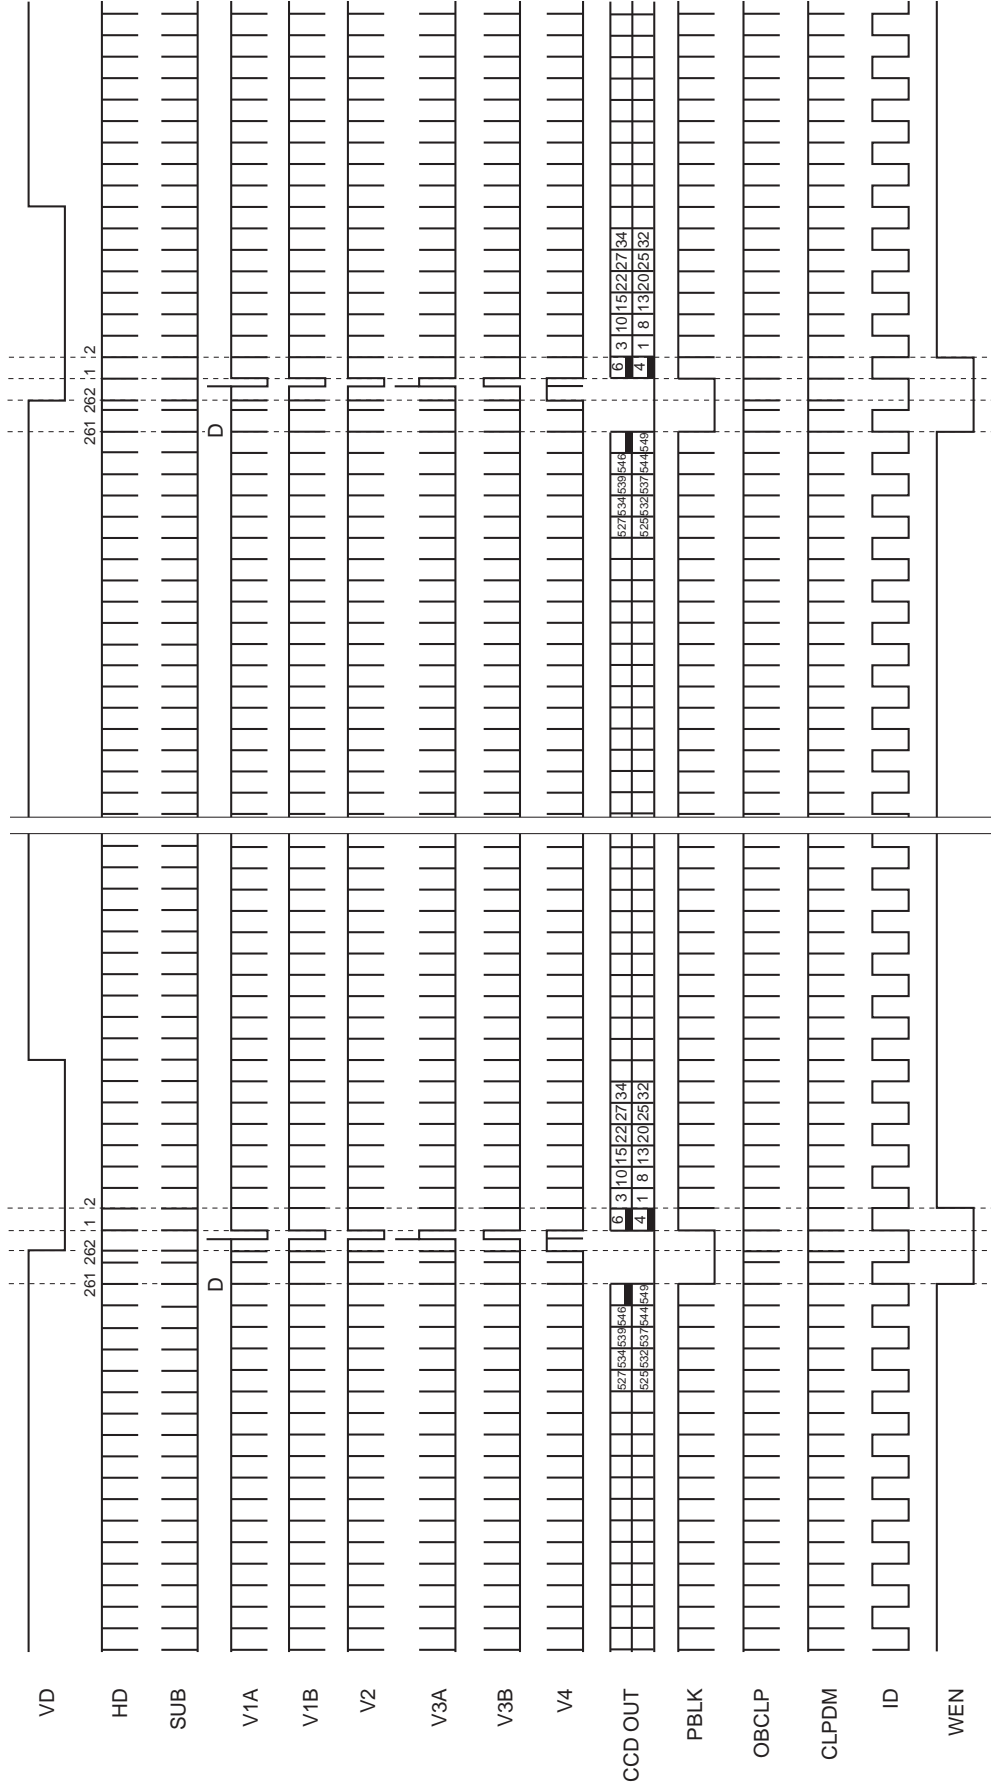 VD
261 262 1 2
261 262 1 2
HD
SUB
D
D
V1A
V1B
V2
V3A
V3B
V4
CCD OUT
527 534 539 546
6 3 10 15 22 27 34
527 534 539 546
6 3 10 15 22 27 34
525 532 537 544 549
4 1 8 13 20 25 32
525 532 537 544 549
4 1 8 13 20 25 32
PBLK
OBCLP
CLPDM
ID
WEN